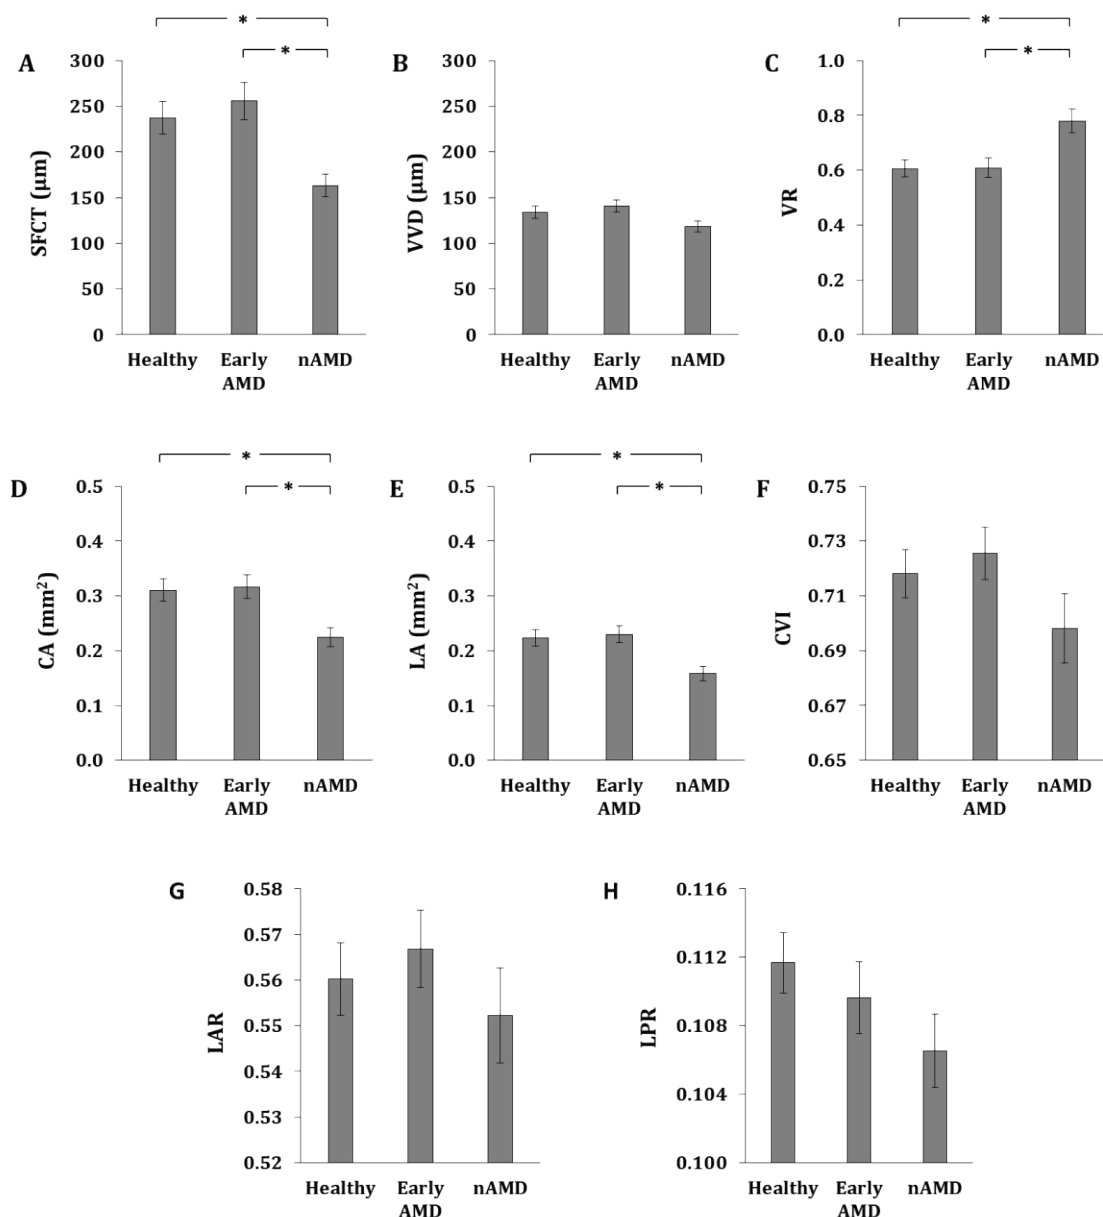 * * *
* *
A B C
300 300 1.0
250 250 0.8
200 200 0.6
150 150 0.4
100 100 0.2
50 50 0.0
0 0
SFCT (µm) VVD (µm) VR
Healthy Early nAMD Healthy Early nAMD Healthy Early nAMD
AMD AMD AMD
* *
* *
D E F
0.5 0.5 0.75
0.4 0.4 0.73
0.3 0.3 0.71
0.2 0.2 0.69
0.1 0.1 0.67
0.0 0.0 0.65
CA (mm²) LA (mm²) CVI
Healthy Early nAMD Healthy Early nAMD Healthy Early nAMD
AMD AMD AMD
G H
0.58 0.116
0.57 0.112
0.56 0.108
0.55 0.104
0.54 0.100
0.53
0.52
LAR LPR
Healthy Early nAMD Healthy Early nAMD
AMD AMD